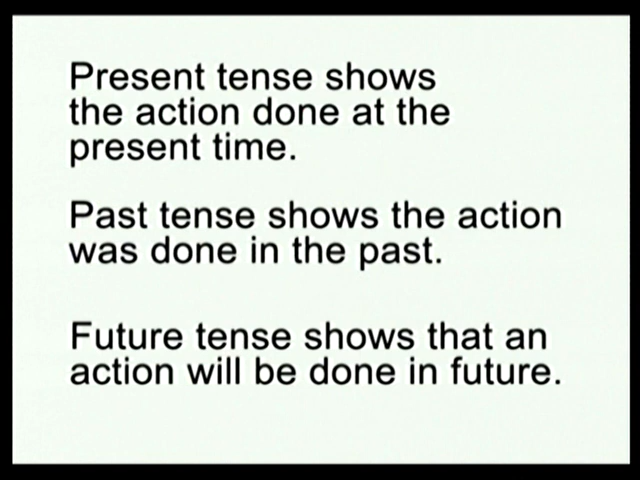 Present tense shows
the action done at the
present time.
Past tense shows the action
was done in the past.
Future tense shows that an
action will be done in future.